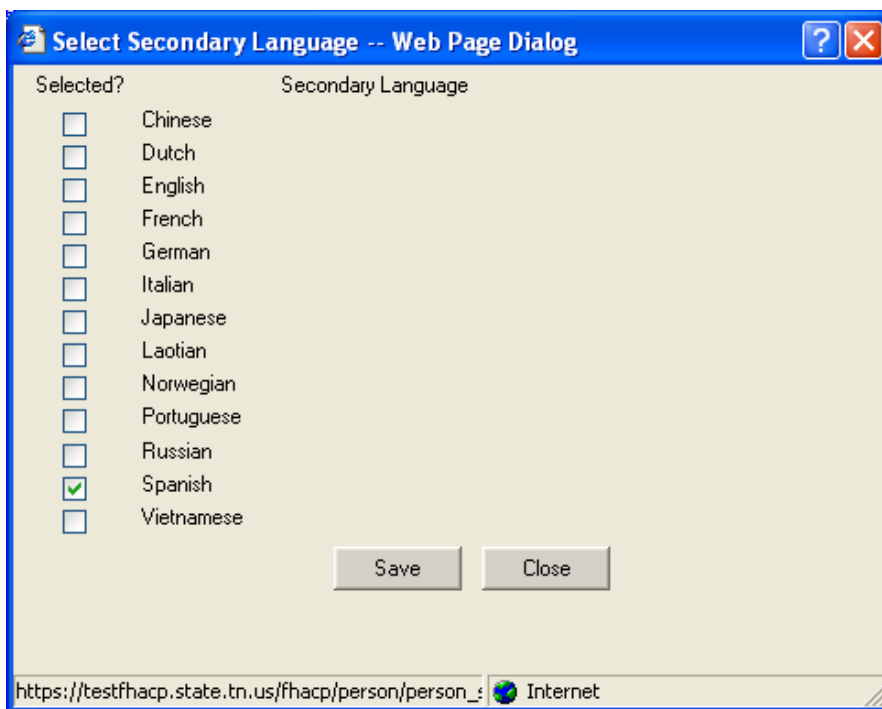 Select Secondary Language -- Web Page Dialog
Selected? Secondary Language
Chinese
Dutch
English
French
German
Italian
Japanese
Laotian
Norwegian
Portuguese
Russian
Spanish
Vietnamese
Save Close
https://testfhacp.state.tn.us/fhacp/person/person_s Internet